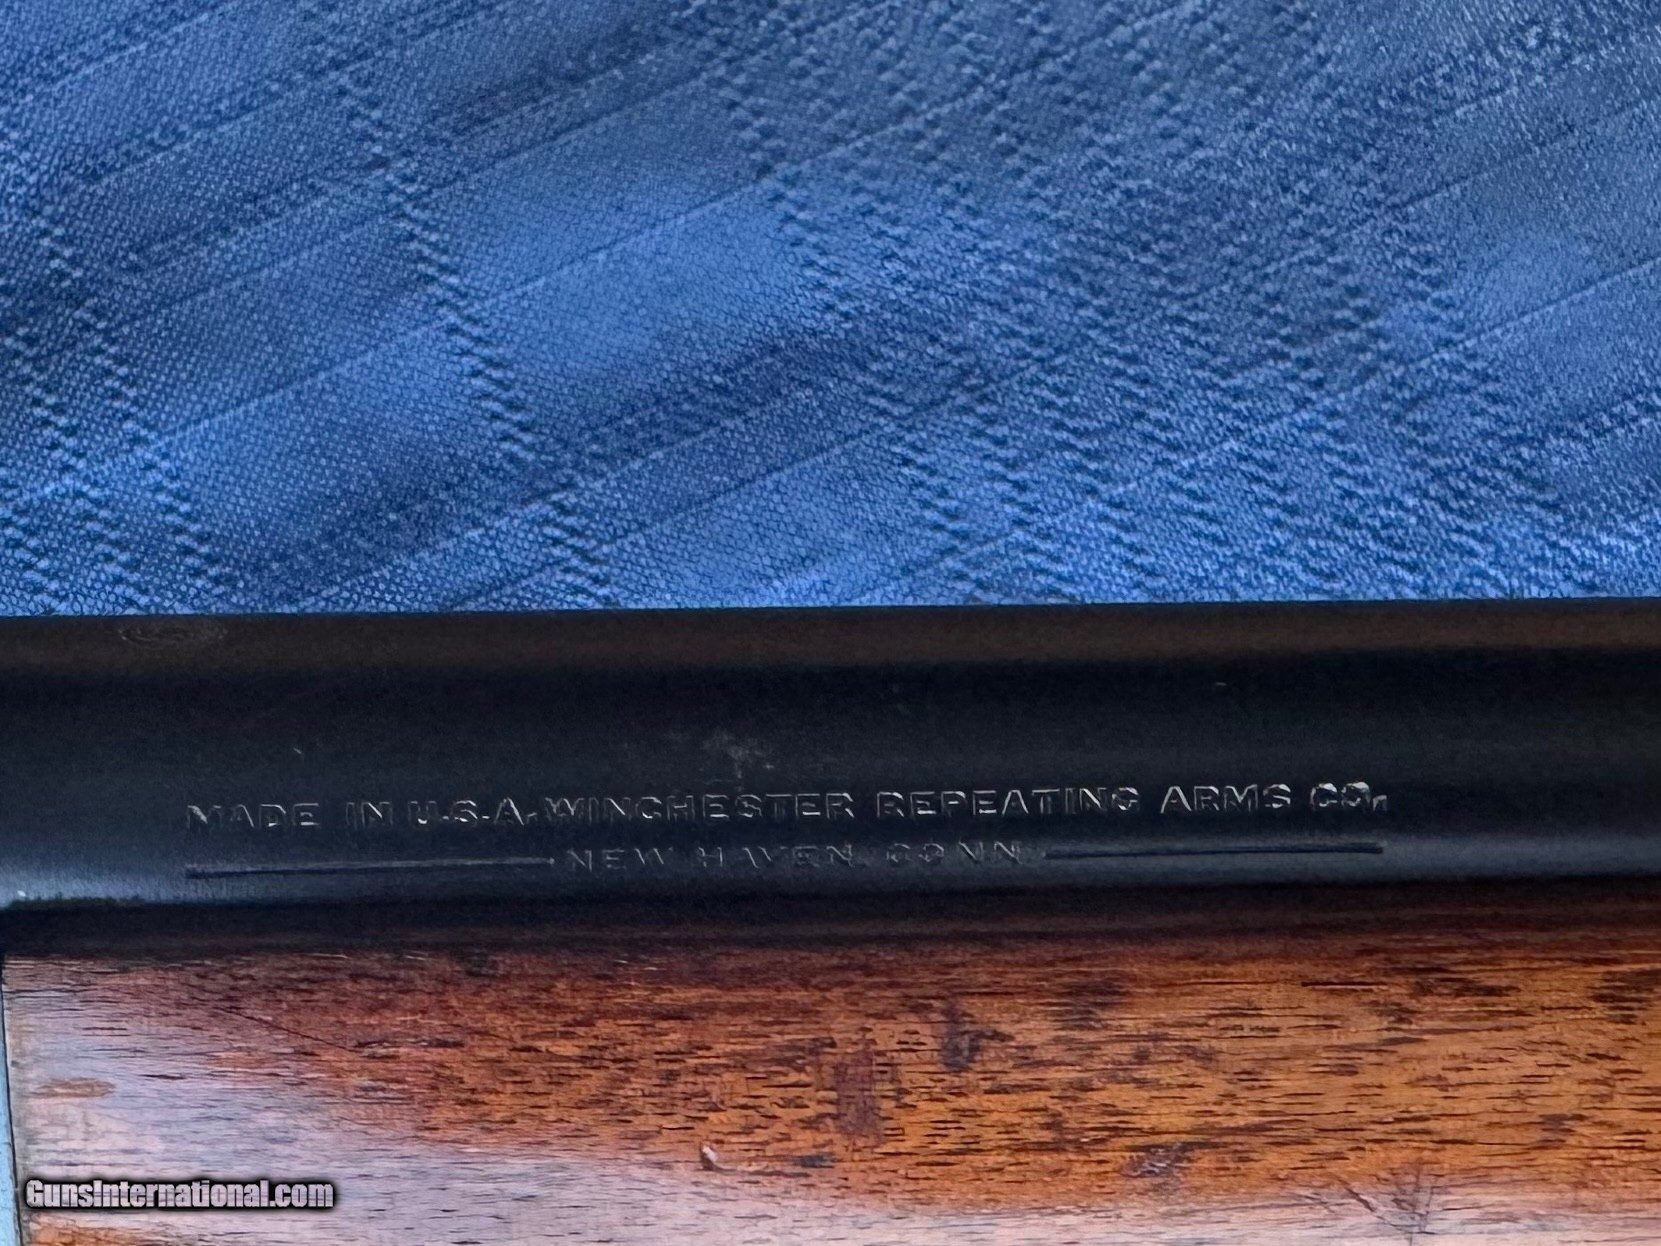 MADE IN U.S.A. WINCHESTER REPEATING ARMS CO.
NEW HAVEN. CONN.
GunsInternational.com